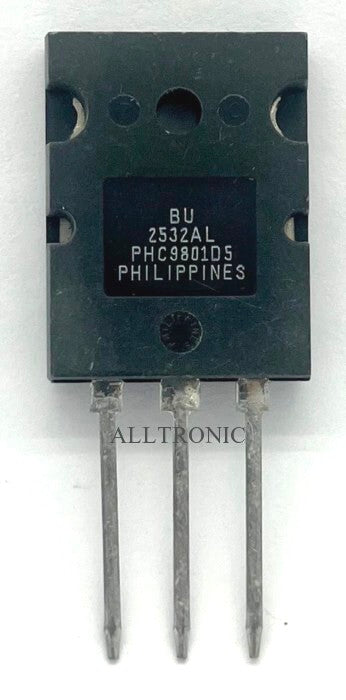 BU
2532AL
PHC9801D5
PHILIPPINES
ALLTRONIC